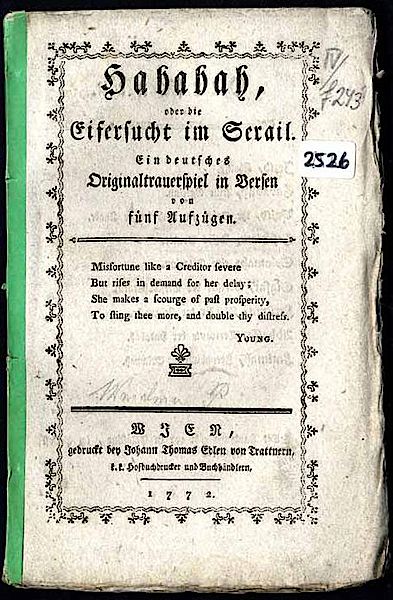 Hababah,
oder die
Eifersucht im Serail.
Ein deutsches
Originaltrauerspiel in Versen
von
fünf Aufzügen.
IV
f 243
2526
Misfortune like a Creditor severe
But rises in demand for her delay;
She makes a scourge of past prosperity,
To sting thee more, and double thy distress.
YOUNG.
WIEN,
gedruckt bey Johann Thomas Edlen von Trattnern,
k. k. Hofbuchdrucker und Buchhändlern,
1772.